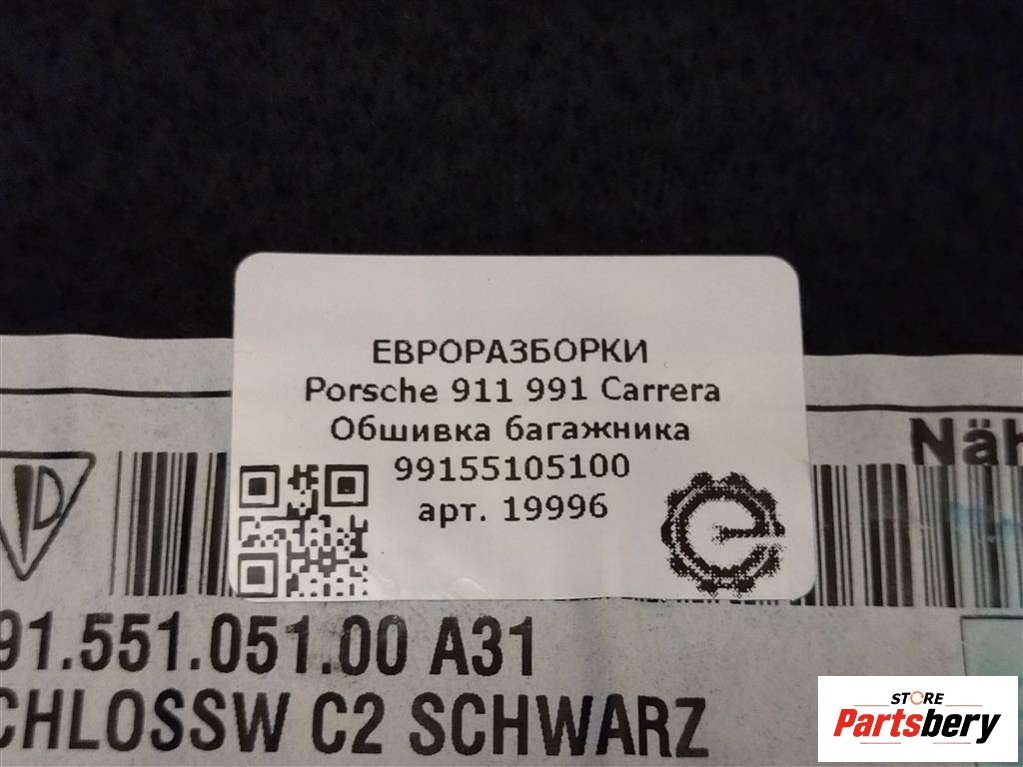 ЕВРОРАЗБОРКИ
Porsche 911 991 Carrera
Обшивка багажника
99155105100
арт. 19996
Näh
91.551.051.00 A31
CHLOSSW C2 SCHWARZ
STORE
Partsbery